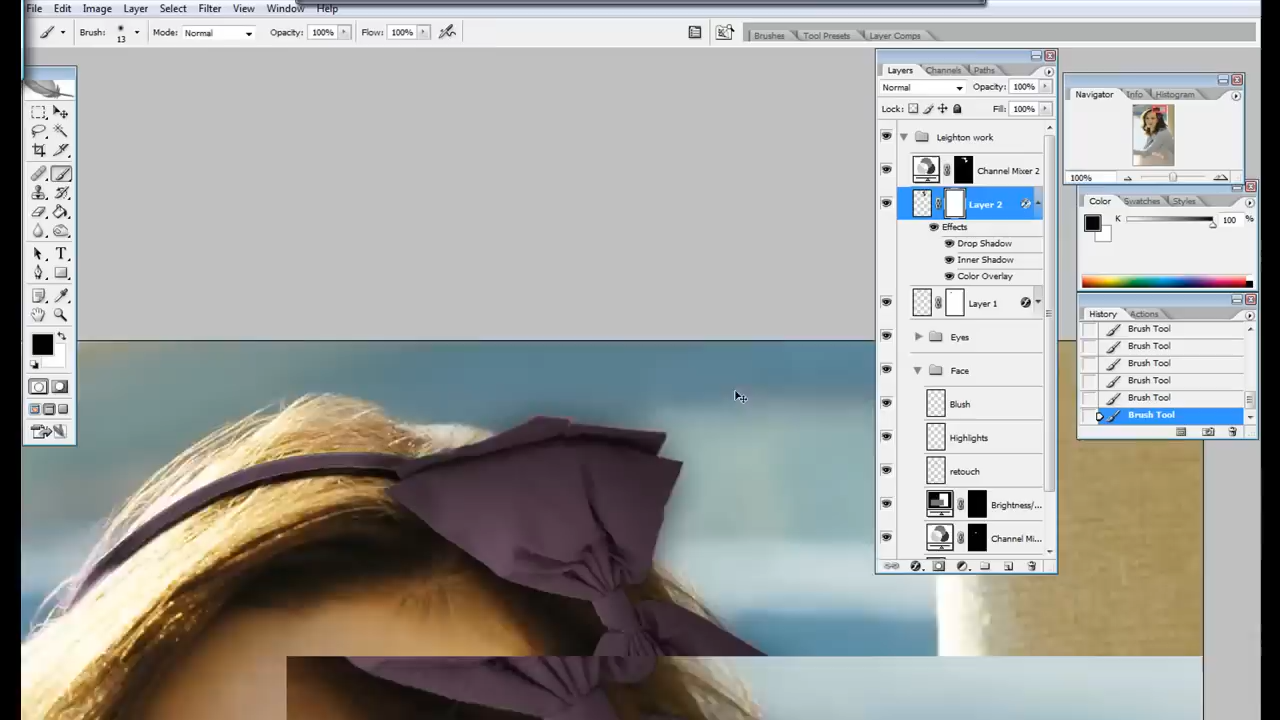 File Edit Image Layer Select Filter View Window Help
Brush: 13 Mode: Normal Opacity: 100% Flow: 100% Brushes Tool Presets Layer Comps
Layers Channels Paths
Normal Opacity: 100%
Lock: Fill: 100%
Leighton work
Channel Mixer 2
Layer 2
Effects
Drop Shadow
Inner Shadow
Color Overlay
Layer 1
Eyes
Face
Blush
Highlights
retouch
Brightness/...
Channel Mi...
Navigator Info Histogram
100%
Color Swatches Styles
K 100 %
History Actions
Brush Tool
Brush Tool
Brush Tool
Brush Tool
Brush Tool
Brush Tool
T